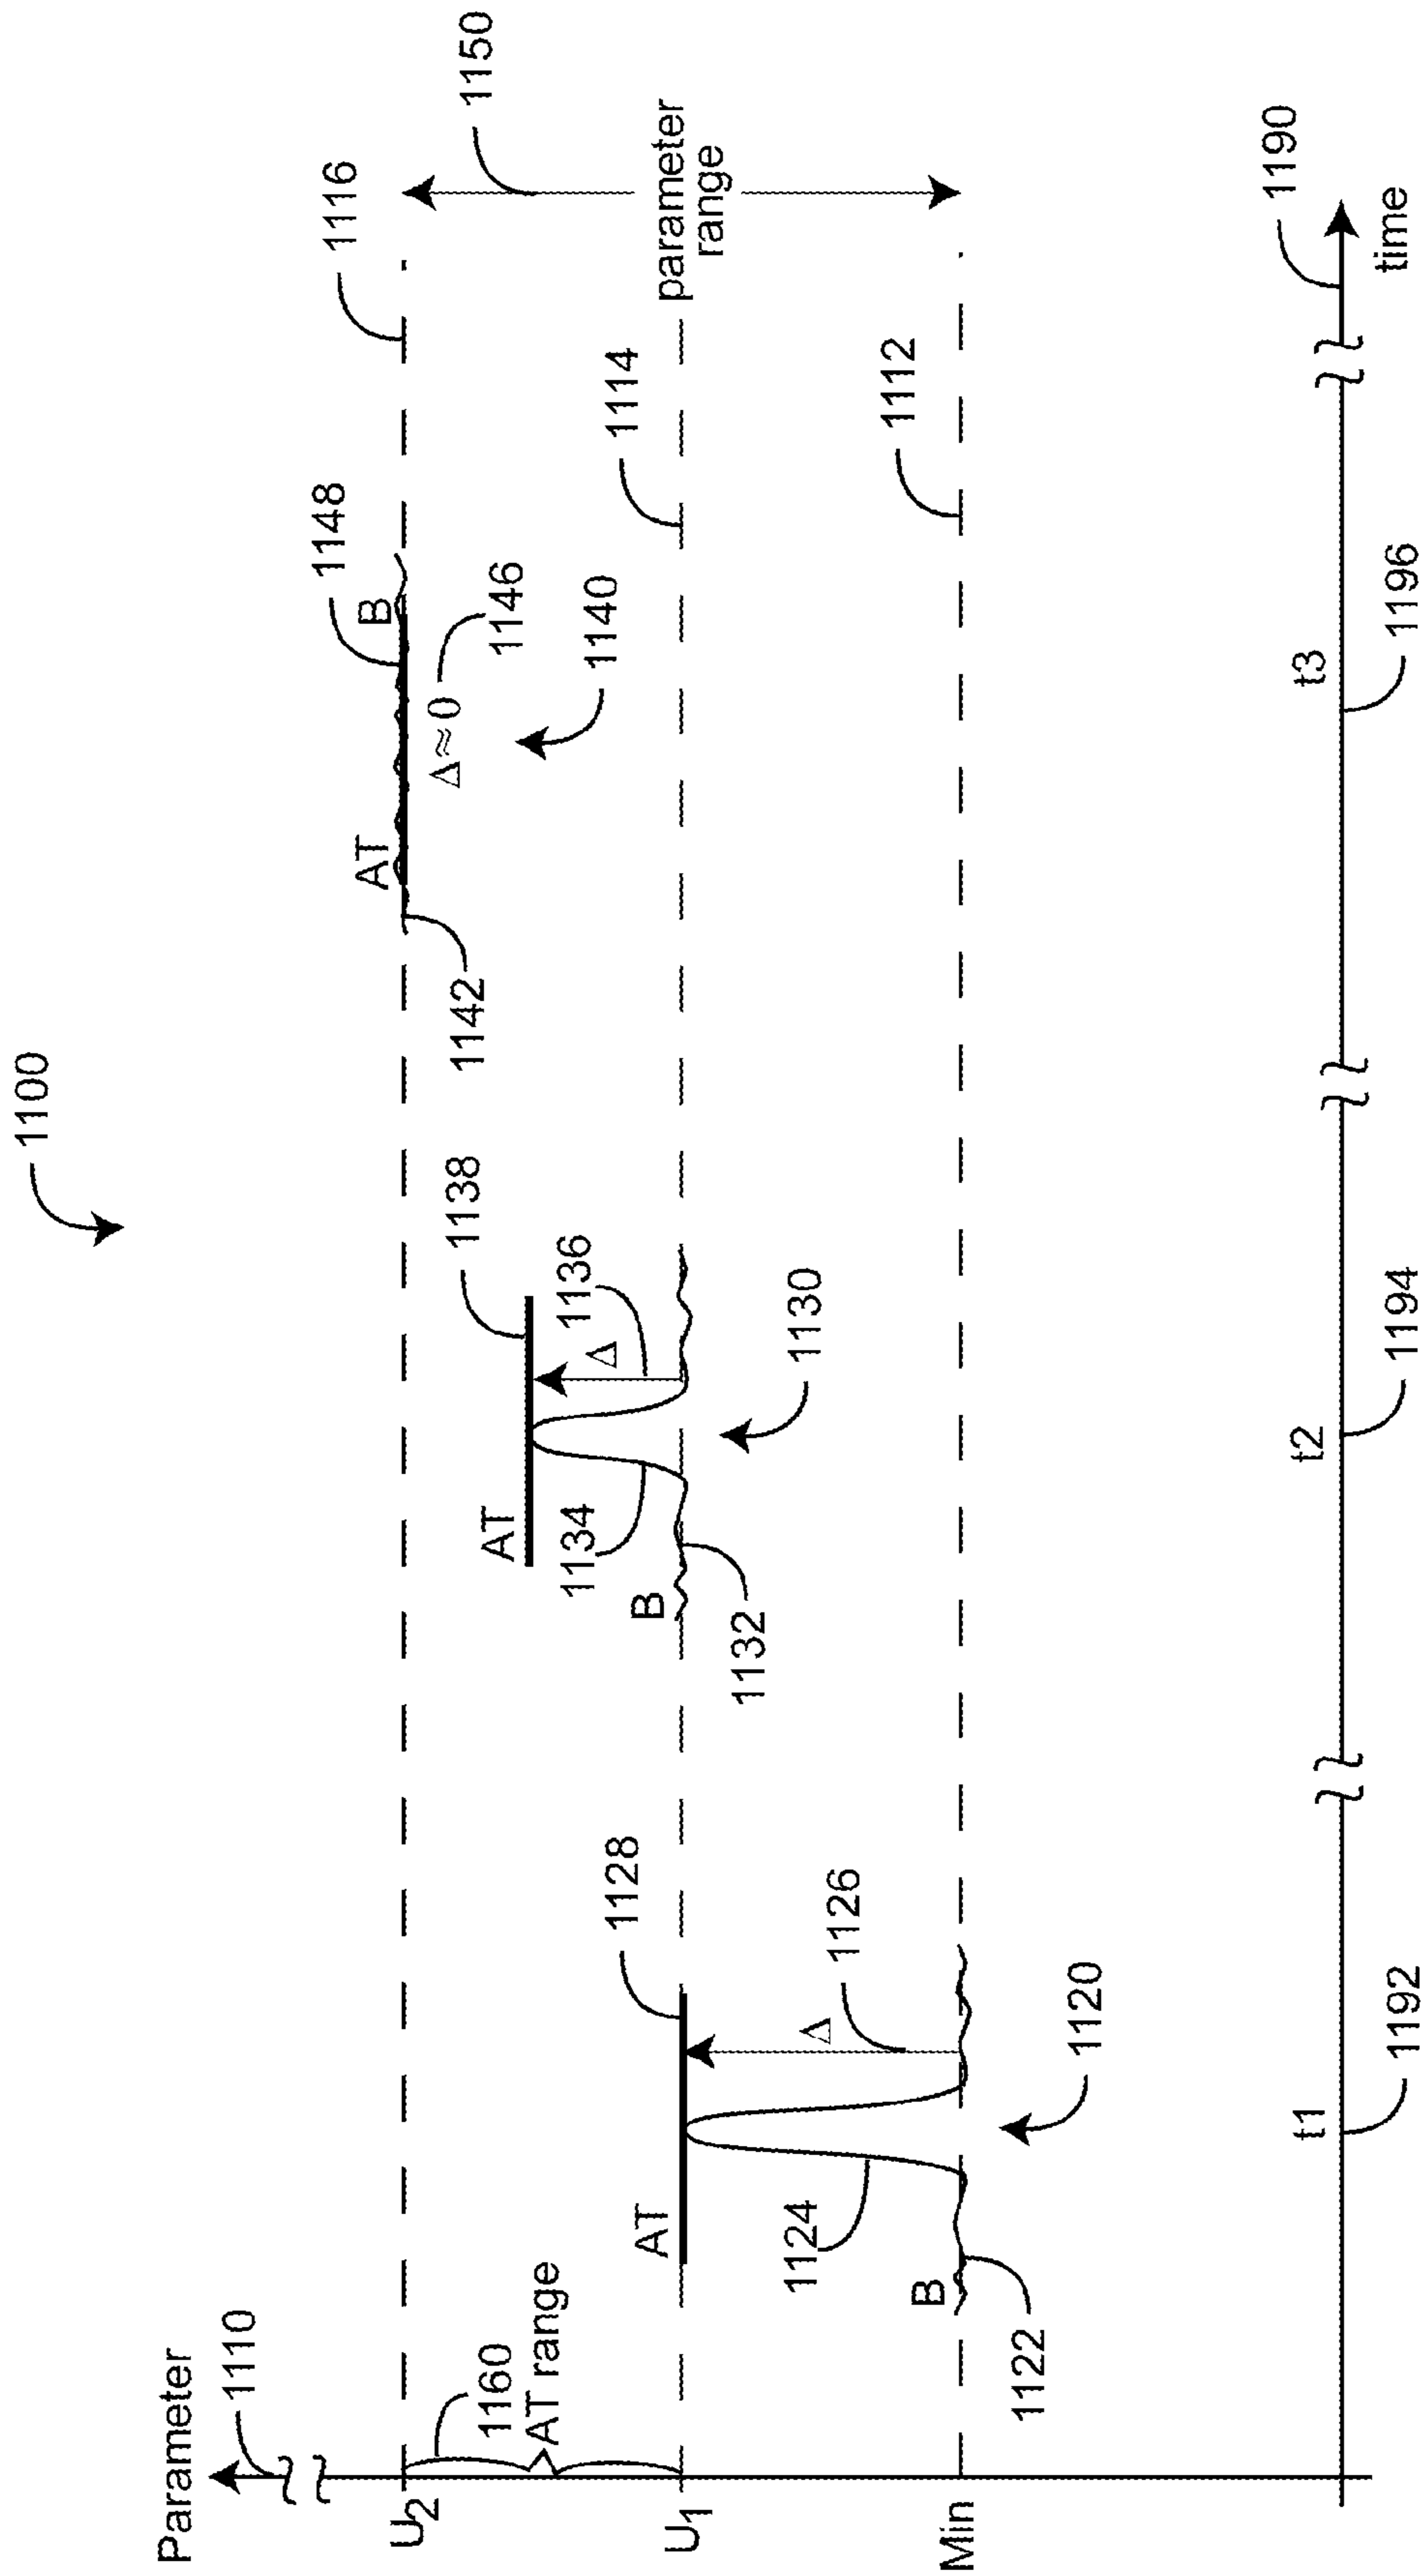 1100
Parameter
1110
U2
1160
AT range
U1
Min
AT
1128
B
1122
1124
Δ
1126
1120
AT
1138
B
1132
1134
Δ
1136
1130
AT
B
1148
1142
Δ≈0
1146
1140
1116
1114
1112
1150
parameter
range
t1
1192
t2
1194
t3
1196
time
1190